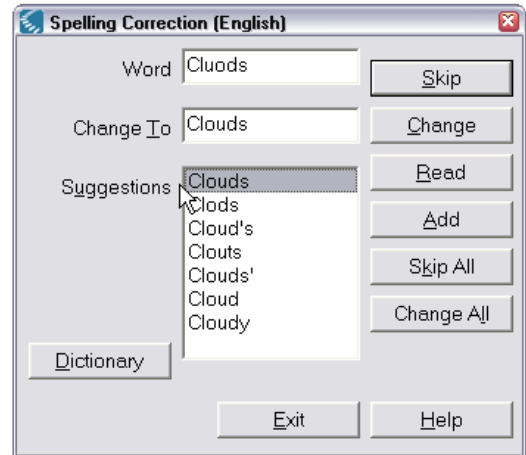 Spelling Correction (English)
Word Cluods
Skip
Change To Clouds
Change
Suggestions
Clouds
Clods
Cloud's
Clouts
Clouds'
Cloud
Cloudy
Read
Add
Skip All
Change All
Dictionary
Exit
Help